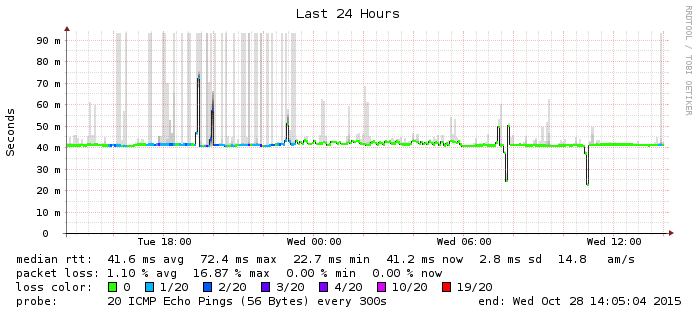 Last 24 Hours
RRDTOOL / TOBI OETIKER
Seconds
90 m
80 m
70 m
60 m
50 m
40 m
30 m
20 m
10 m
0
Tue 18:00 Wed 00:00 Wed 06:00 Wed 12:00
median rtt: 41.6 ms avg 72.4 ms max 22.7 ms min 41.2 ms now 2.8 ms sd 14.8 am/s
packet loss: 1.10 % avg 16.87 % max 0.00 % min 0.00 % now
loss color: 0 1/20 2/20 3/20 4/20 10/20 19/20
probe: 20 ICMP Echo Pings (56 Bytes) every 300s end: Wed Oct 28 14:05:04 2015